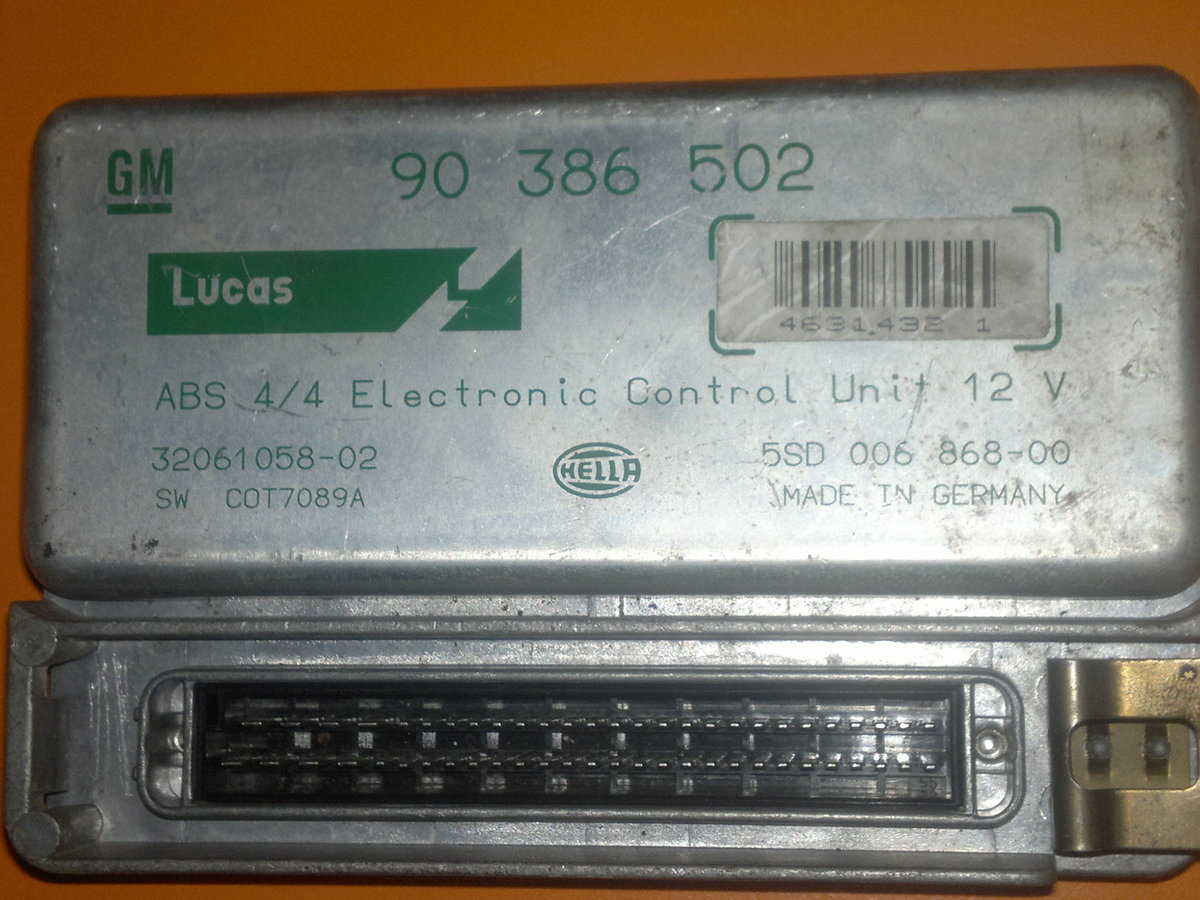 GM
90 386 502
Lucas
4631432 1
ABS 4/4 Electronic Control Unit 12 V
32061058-02
HELLA
5SD 006 868-00
SW COT7089A
MADE IN GERMANY